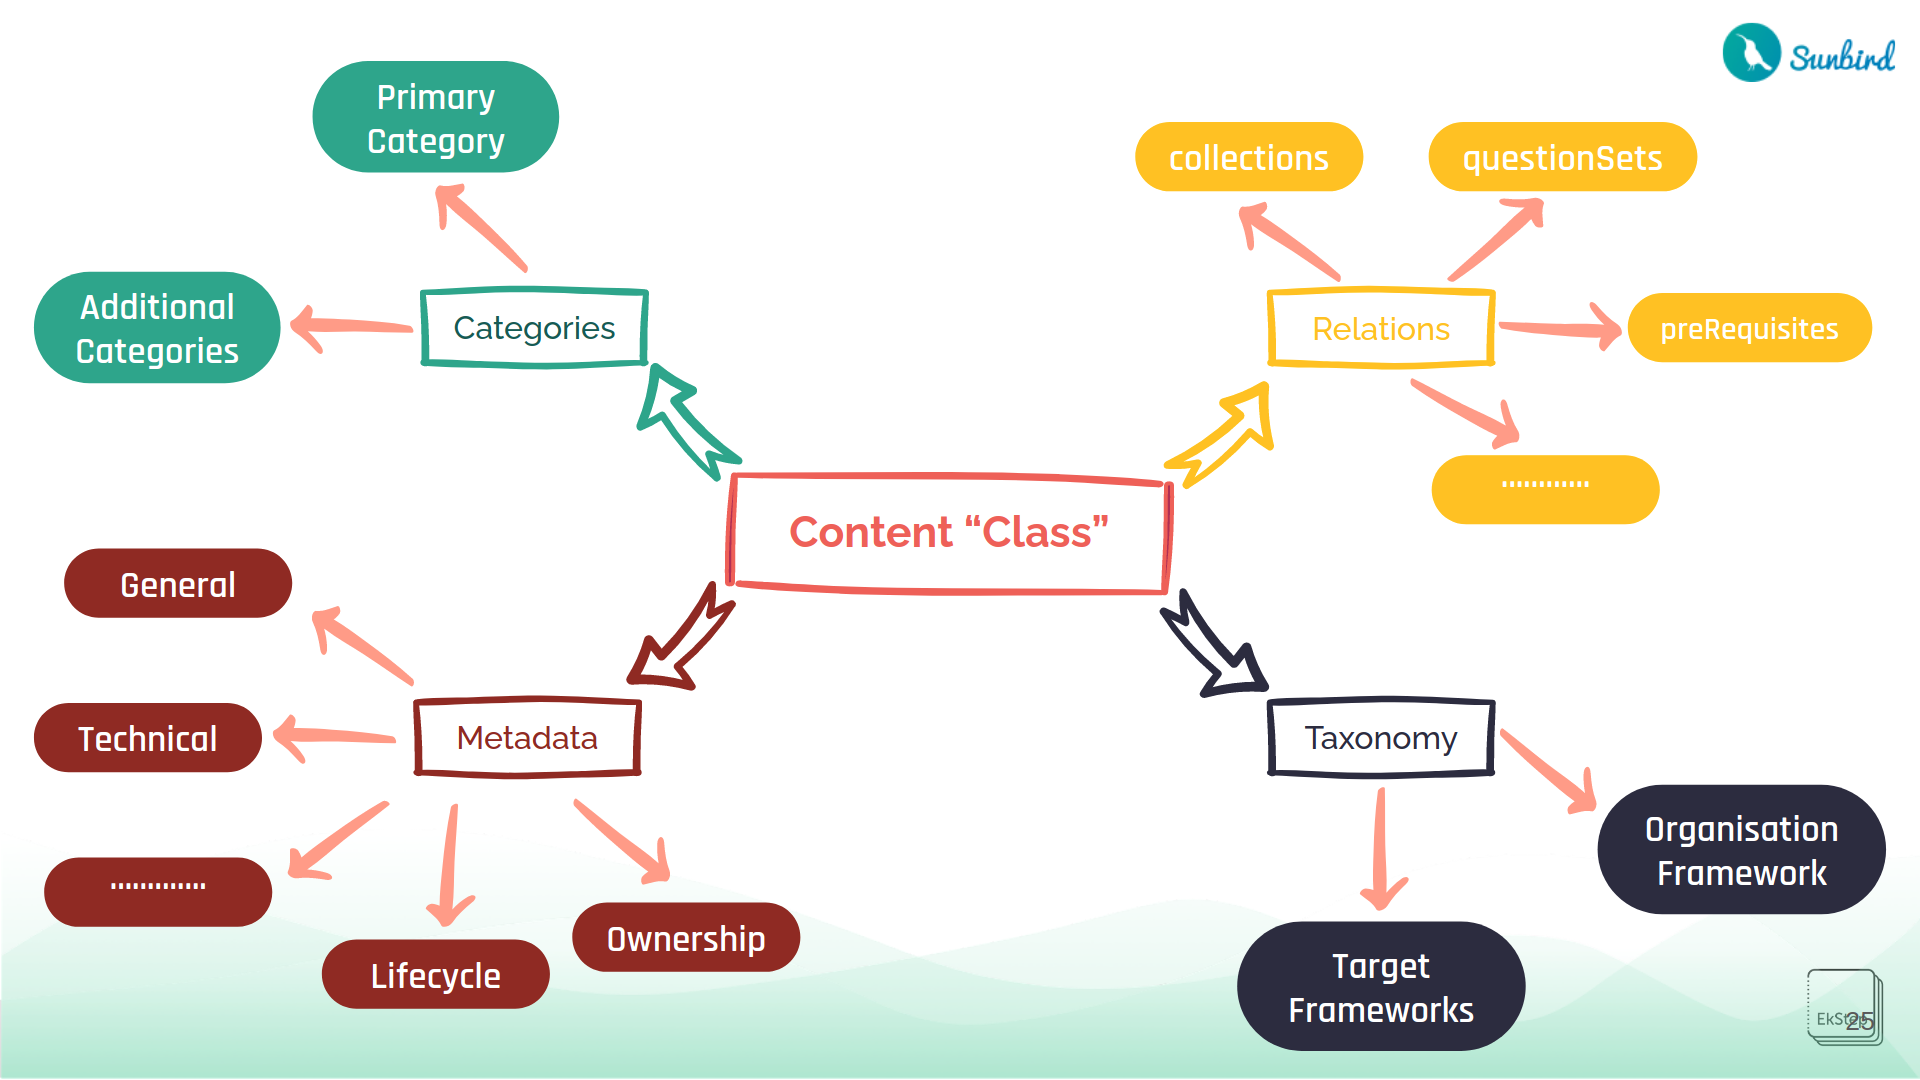 Sunbird
Primary
Category
collections
questionSets
Additional
Categories
Categories
Relations
preRequisites
............
Content “Class”
General
Technical
Metadata
Taxonomy
.............
Lifecycle
Ownership
Organisation
Framework
Target
Frameworks
EkStep
25